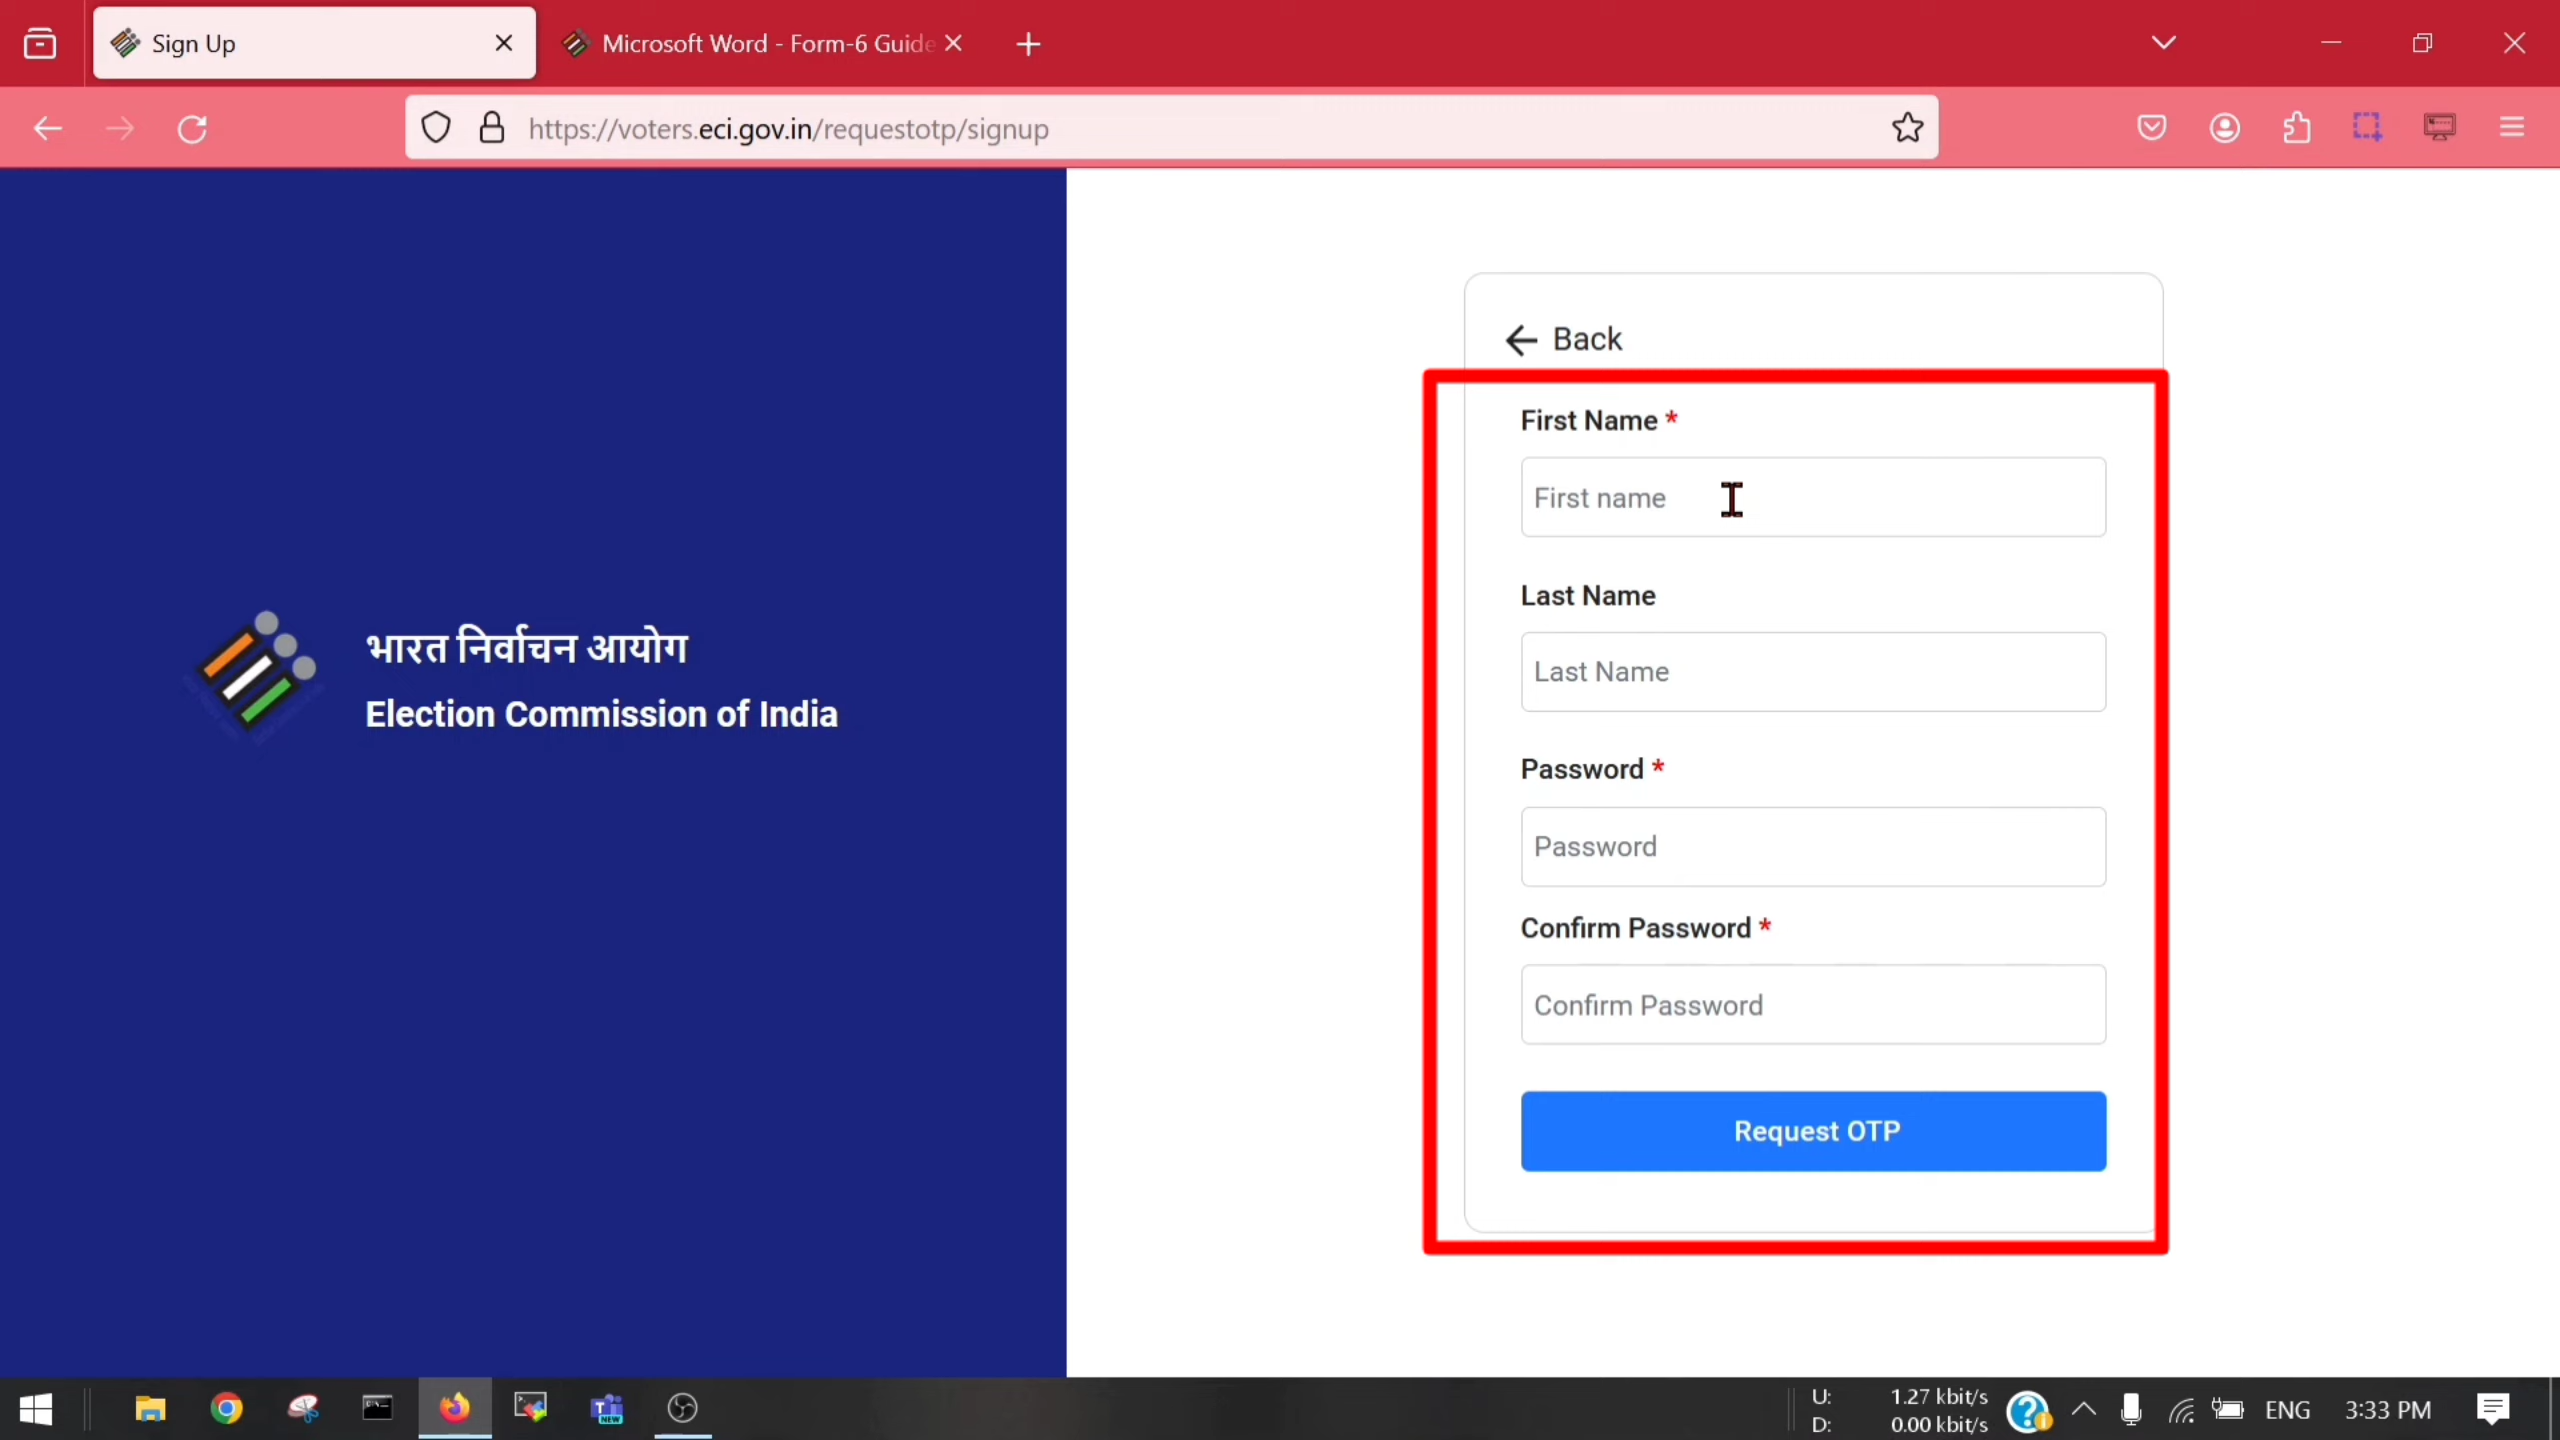 Sign Up
Microsoft Word - Form-6 Guide
https://voters.eci.gov.in/requestotp/signup
भारत निर्वाचन आयोग
Election Commission of India
Back
First Name *
First name
Last Name
Last Name
Password *
Password
Confirm Password *
Confirm Password
Request OTP
U: 1.27 kbit/s
D: 0.00 kbit/s
ENG
3:33 PM
NEW